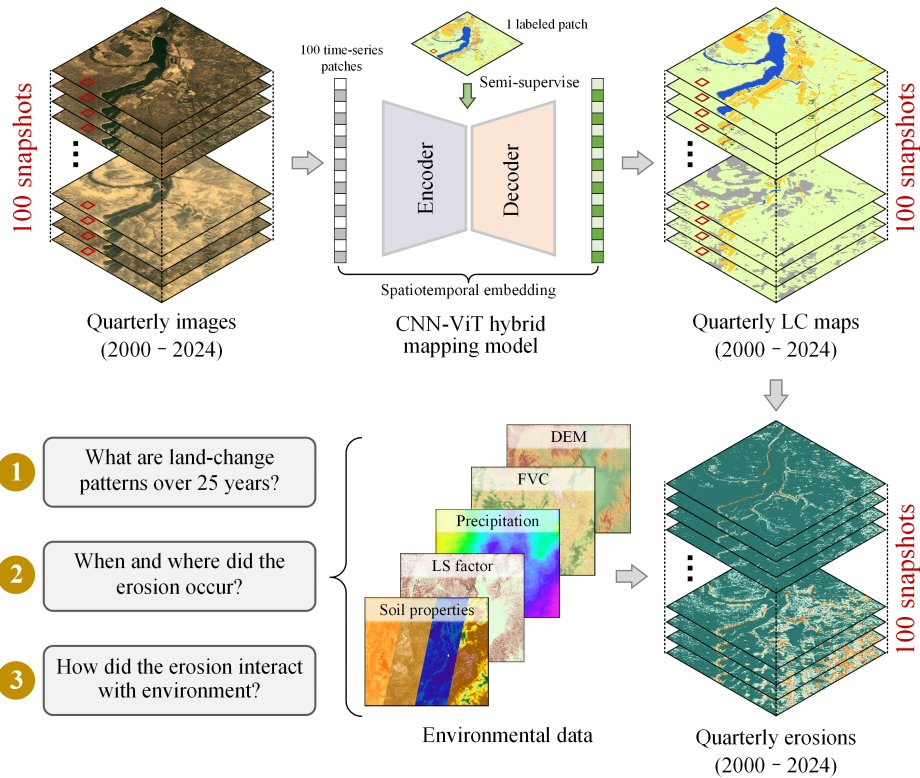 100 snapshots
Quarterly images
(2000 – 2024)
100 time-series
patches
1 labeled patch
Semi-supervise
Encoder
Decoder
Spatiotemporal embedding
CNN-ViT hybrid
mapping model
Quarterly LC maps
(2000 – 2024)
100 snapshots
1
What are land-change
patterns over 25 years?
2
When and where did the
erosion occur?
3
How did the erosion interact
with environment?
DEM
FVC
Precipitation
LS factor
Soil properties
Environmental data
100 snapshots
Quarterly erosions
(2000 – 2024)